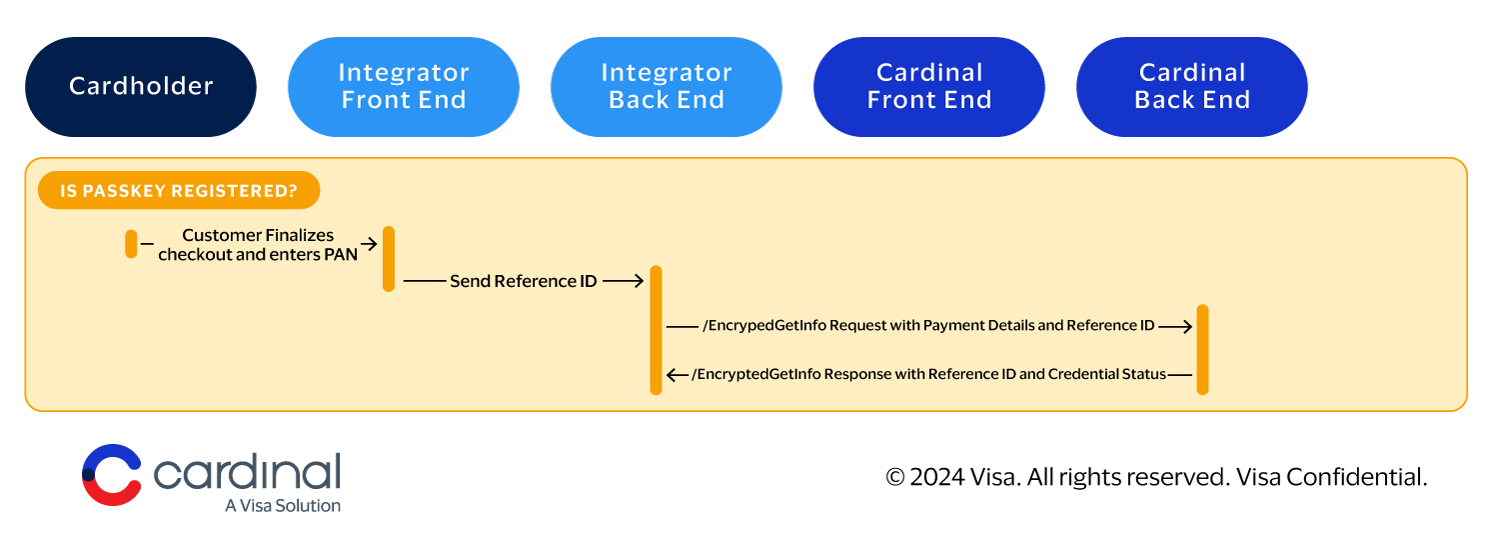 Cardholder
Integrator
Front End
Integrator
Back End
Cardinal
Front End
Cardinal
Back End
IS PASSKEY REGISTERED?
Customer Finalizes
checkout and enters PAN
Send Reference ID
/EncrypedGetInfo Request with Payment Details and Reference ID
/EncryptedGetInfo Response with Reference ID and Credential Status
cardinal
A Visa Solution
© 2024 Visa. All rights reserved. Visa Confidential.